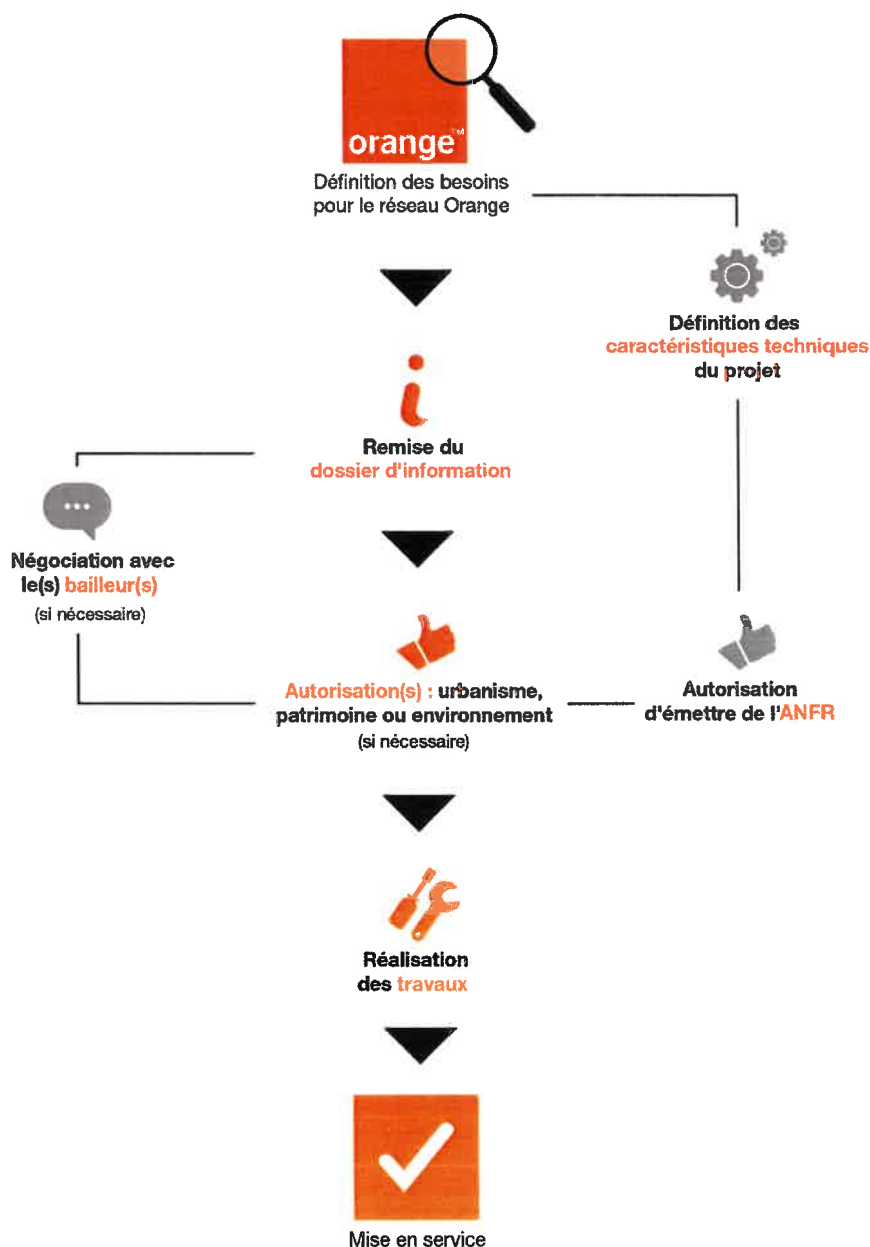 orange™
Définition des besoins
pour le réseau Orange
Définition des
caractéristiques techniques
du projet
Remise du
dossier d'information
Négociation avec
le(s) bailleur(s)
(si nécessaire)
Autorisation(s) : urbanisme,
patrimoine ou environnement
(si nécessaire)
Autorisation
d'émettre de l'ANFR
Réalisation
des travaux
Mise en service